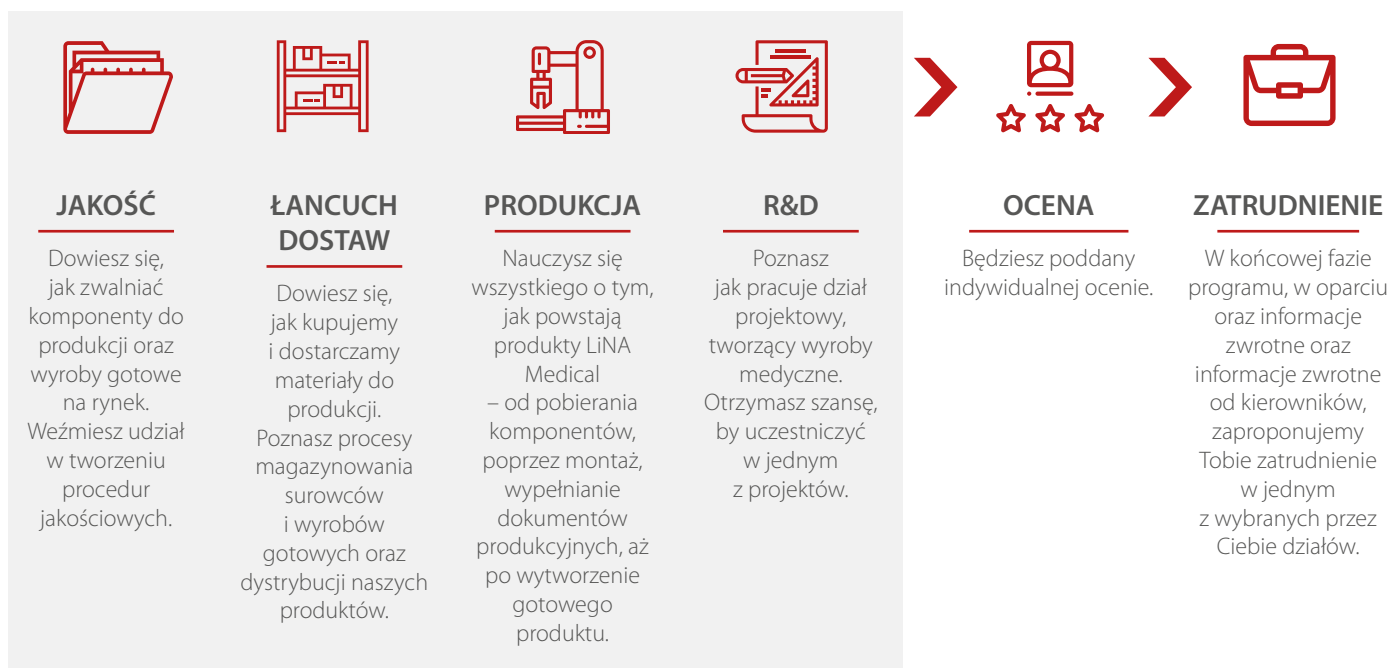 JAKOŚĆ
Dowiesz się,
jak zwalniać
komponenty do
produkcji oraz
wyroby gotowe
na rynek.
Weźmiesz udział
w tworzeniu
procedur
jakościowych.
ŁANCUCH
DOSTAW
Dowiesz się,
jak kupujemy
i dostarczamy
materiały do
produkcji.
Poznasz procesy
magazynowania
surowców
i wyrobów
gotowych oraz
dystrybucji naszych
produktów.
PRODUKCJA
Nauczysz się
wszystkiego o tym,
jak powstają
produkty LiNA
Medical
– od pobierania
komponentów,
poprzez montaż,
wypełnianie
dokumentów
produkcyjnych, aż
po wytworzenie
gotowego
produktu.
R&D
Poznasz
jak pracuje dział
projektowy,
tworzący wyroby
medyczne.
Otrzymasz szansę,
by uczestniczyć
w jednym
z projektów.
OCENA
Będziesz poddany
indywidualnej ocenie.
ZATRUDNIENIE
W końcowej fazie
programu, w oparciu
oraz informacje
zwrotne oraz
informacje zwrotne
od kierowników,
zaproponujemy
Tobie zatrudnienie
w jednym
z wybranych przez
Ciebie działów.